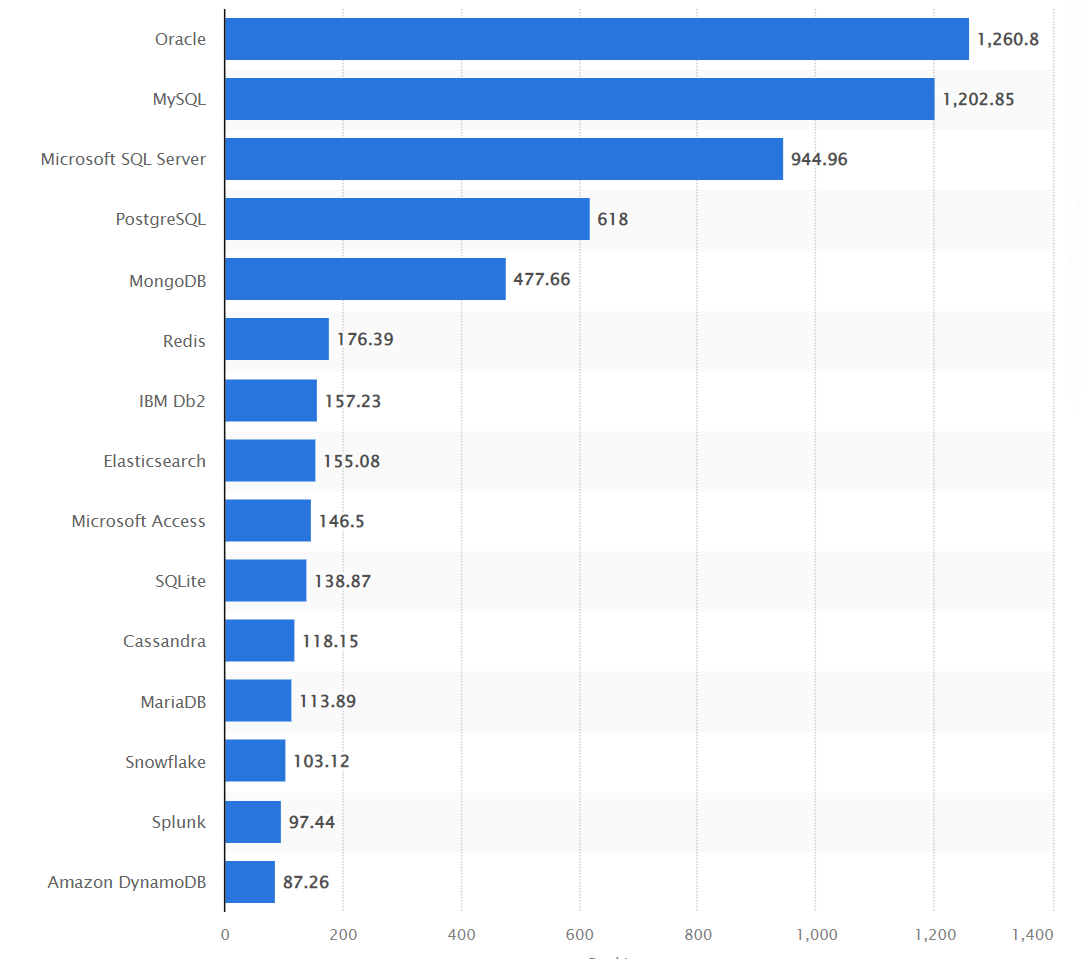 Oracle 1,260.8
MySQL 1,202.85
Microsoft SQL Server 944.96
PostgreSQL 618
MongoDB 477.66
Redis 176.39
IBM Db2 157.23
Elasticsearch 155.08
Microsoft Access 146.5
SQLite 138.87
Cassandra 118.15
MariaDB 113.89
Snowflake 103.12
Splunk 97.44
Amazon DynamoDB 87.26
0 200 400 600 800 1,000 1,200 1,400